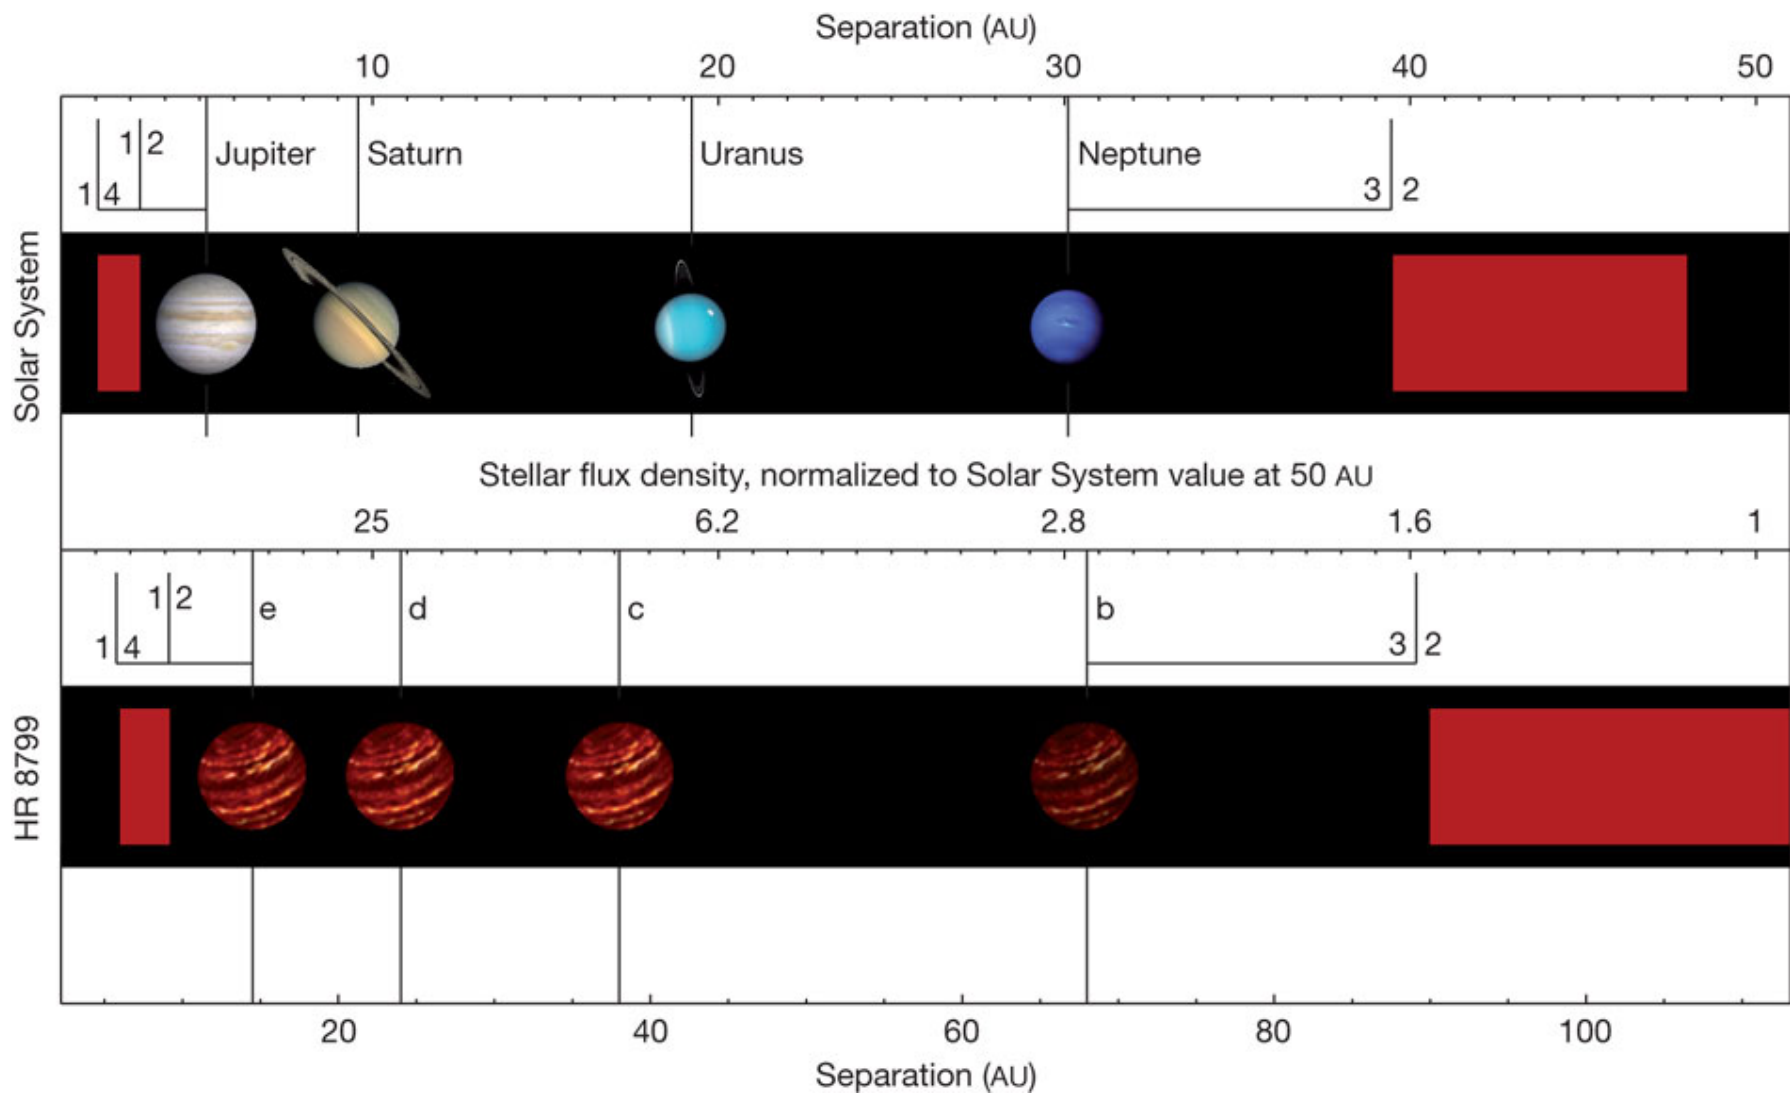 Separation (AU)
10 20 30 40 50
1 2 Jupiter Saturn Uranus Neptune
1 4 3 2
Solar System
Stellar flux density, normalized to Solar System value at 50 AU
25 6.2 2.8 1.6 1
1 2 e d c b
1 4 3 2
HR 8799
20 40 60 80 100
Separation (AU)